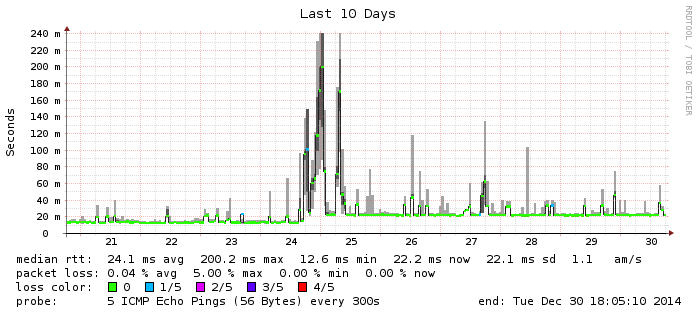 Last 10 Days
RRDTOOL / TOBI OETIKER
Seconds
240 m
220 m
200 m
180 m
160 m
140 m
120 m
100 m
80 m
60 m
40 m
20 m
0
21 22 23 24 25 26 27 28 29 30
median rtt: 24.1 ms avg 200.2 ms max 12.6 ms min 22.2 ms now 22.1 ms sd 1.1 am/s
packet loss: 0.04 % avg 5.00 % max 0.00 % min 0.00 % now
loss color: 0 1/5 2/5 3/5 4/5
probe: 5 ICMP Echo Pings (56 Bytes) every 300s end: Tue Dec 30 18:05:10 2014